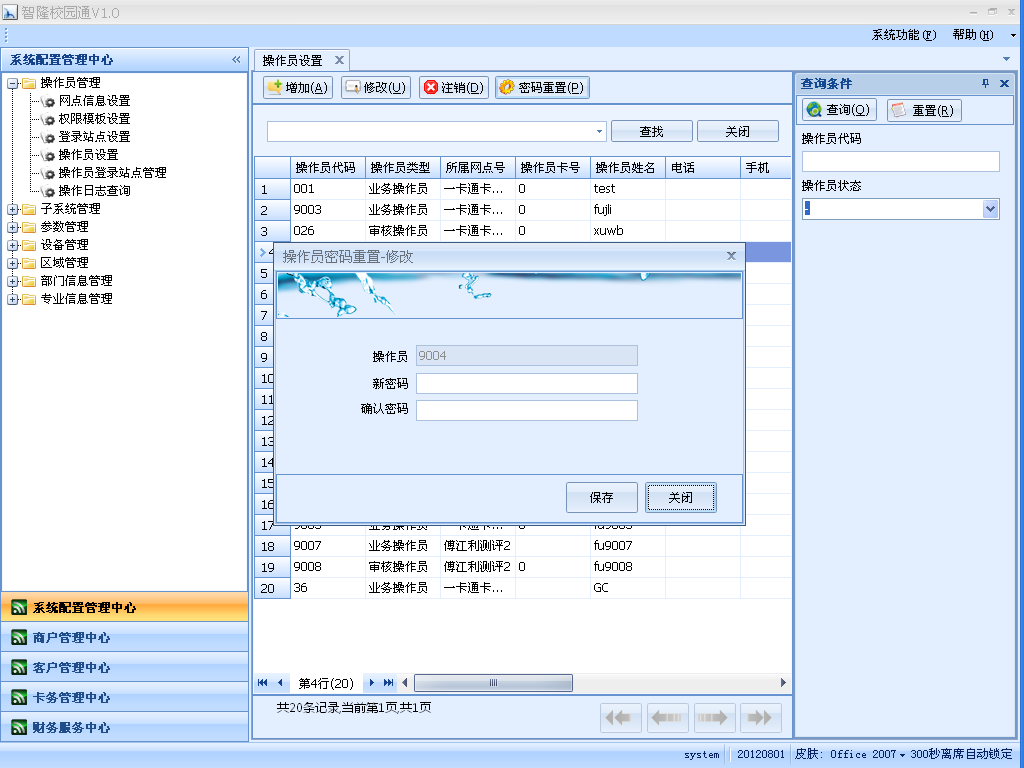 智隆校园通V1.0
系统功能(F) 帮助(H)
系统配置管理中心
操作员管理
网点信息设置
权限模板设置
登录站点设置
操作员设置
操作员登录站点管理
操作日志查询
子系统管理
参数管理
设备管理
区域管理
部门信息管理
专业信息管理
系统配置管理中心
商户管理中心
客户管理中心
卡务管理中心
财务服务中心
操作员设置
增加(A) 修改(U) 注销(D) 密码重置(P)
查找 关闭
操作员代码 操作员类型 所属网点号 操作员卡号 操作员姓名 电话 手机
1 001 业务操作员 一卡通卡... 0 test
2 9003 业务操作员 一卡通卡... 0 fujli
3 026 审核操作员 一卡通卡... 0 xuwb
4
5
6
7
8
9
10
11
12
13
14
15
16
17
18 9007 业务操作员 傅江利测评2 fu9007
19 9008 审核操作员 傅江利测评2 0 fu9008
20 36 业务操作员 一卡通卡... GC
操作员密码重置-修改
操作员 9004
新密码
确认密码
保存 关闭
第4行(20)
共20条记录,当前第1页,共1页
查询条件
查询(Q) 重置(R)
操作员代码
操作员状态
-
system 20120801 皮肤: Office 2007 300秒离席自动锁定